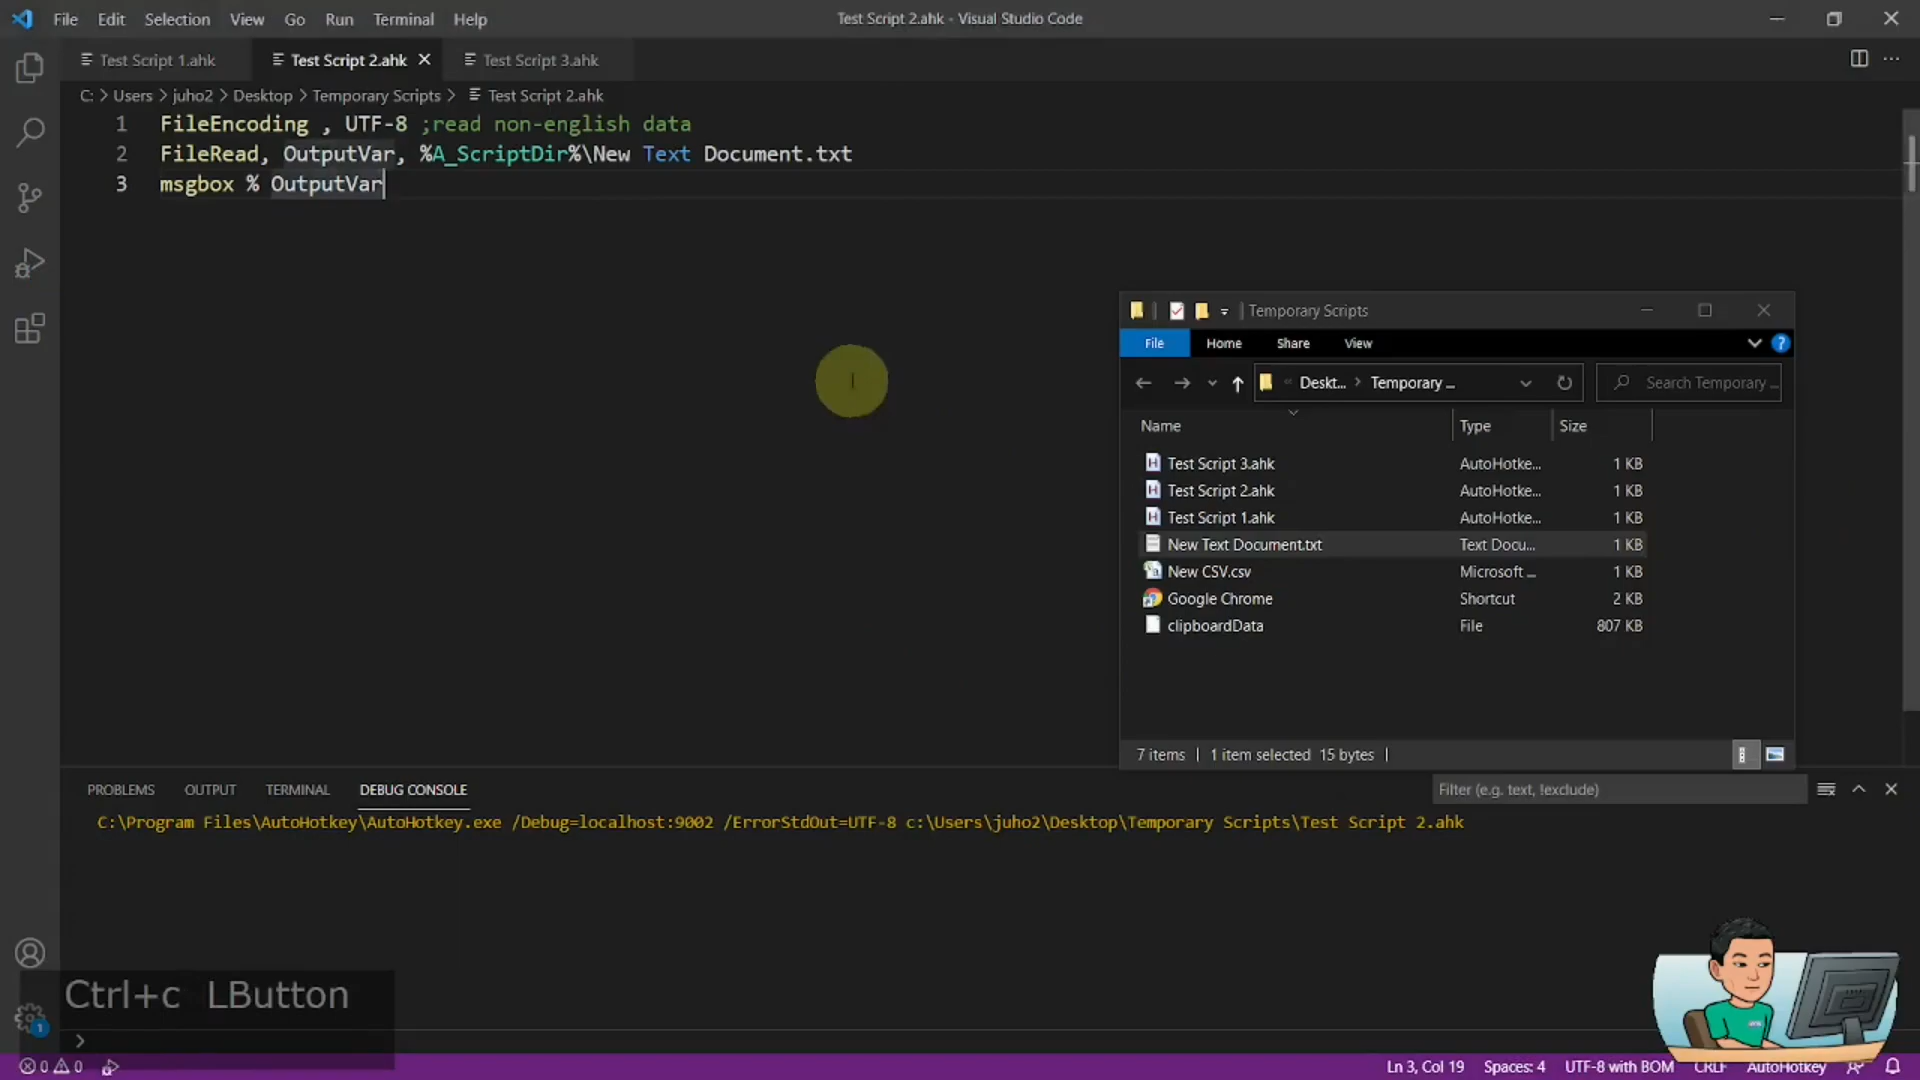 File Edit Selection View Go Run Terminal Help
Test Script 2.ahk - Visual Studio Code
Test Script 1.ahk
Test Script 2.ahk
Test Script 3.ahk
C: > Users > juho2 > Desktop > Temporary Scripts > Test Script 2.ahk
1 FileEncoding , UTF-8 ;read non-english data
2 FileRead, OutputVar, %A_ScriptDir%\New Text Document.txt
3 msgbox % OutputVar
Temporary Scripts
File Home Share View
« Deskt... > Temporary ...
Search Temporary ...
Name Type Size
Test Script 3.ahk AutoHotke... 1 KB
Test Script 2.ahk AutoHotke... 1 KB
Test Script 1.ahk AutoHotke... 1 KB
New Text Document.txt Text Docu... 1 KB
New CSV.csv Microsoft ... 1 KB
Google Chrome Shortcut 2 KB
clipboardData File 807 KB
7 items | 1 item selected 15 bytes |
PROBLEMS OUTPUT TERMINAL DEBUG CONSOLE
Filter (e.g. text, !exclude)
C:\Program Files\AutoHotkey\AutoHotkey.exe /Debug=localhost:9002 /ErrorStdOut=UTF-8 c:\Users\juho2\Desktop\Temporary Scripts\Test Script 2.ahk
Ctrl+c LButton
1
>
0 0
Ln 3, Col 19 Spaces: 4 UTF-8 with BOM CRLF AutoHotkey